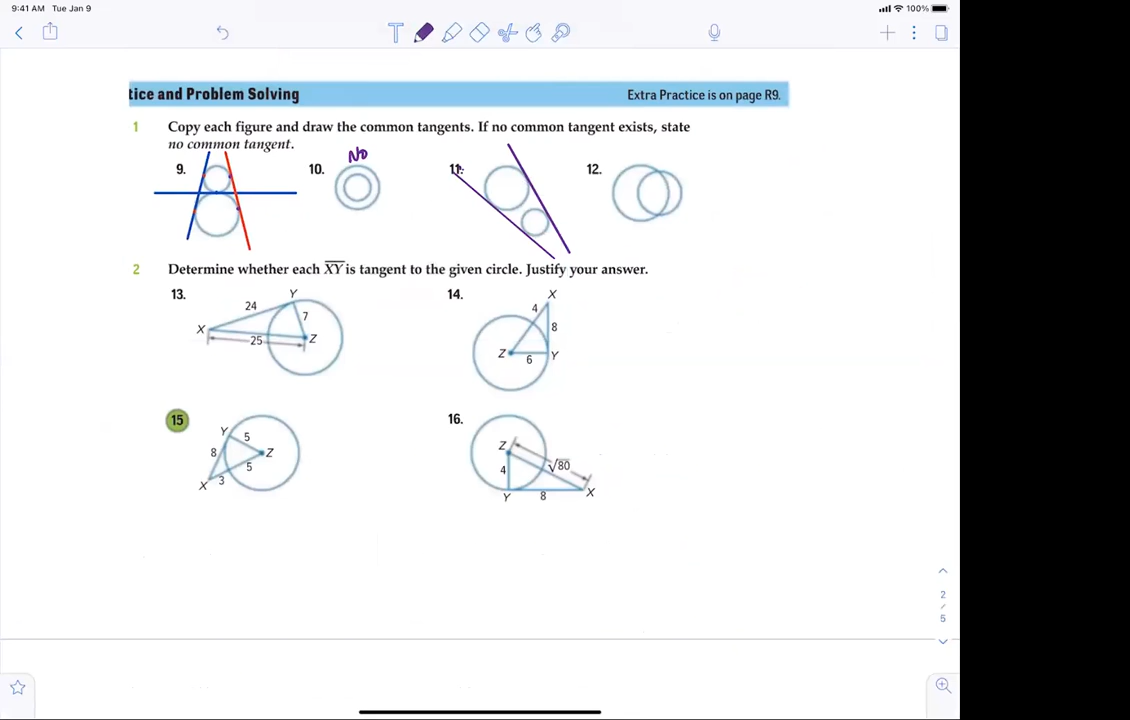 9:41 AM Tue Jan 9
100%
T
tice and Problem Solving
Extra Practice is on page R9.
1 Copy each figure and draw the common tangents. If no common tangent exists, state
no common tangent.
9.
10.
NO
11.
12.
2 Determine whether each XY is tangent to the given circle. Justify your answer.
13.
24
Y
7
X
25
Z
14.
X
4
8
Z
6
Y
15
Y
5
8
Z
5
3
X
16.
Z
√80
4
Y
8
X
2
/
5